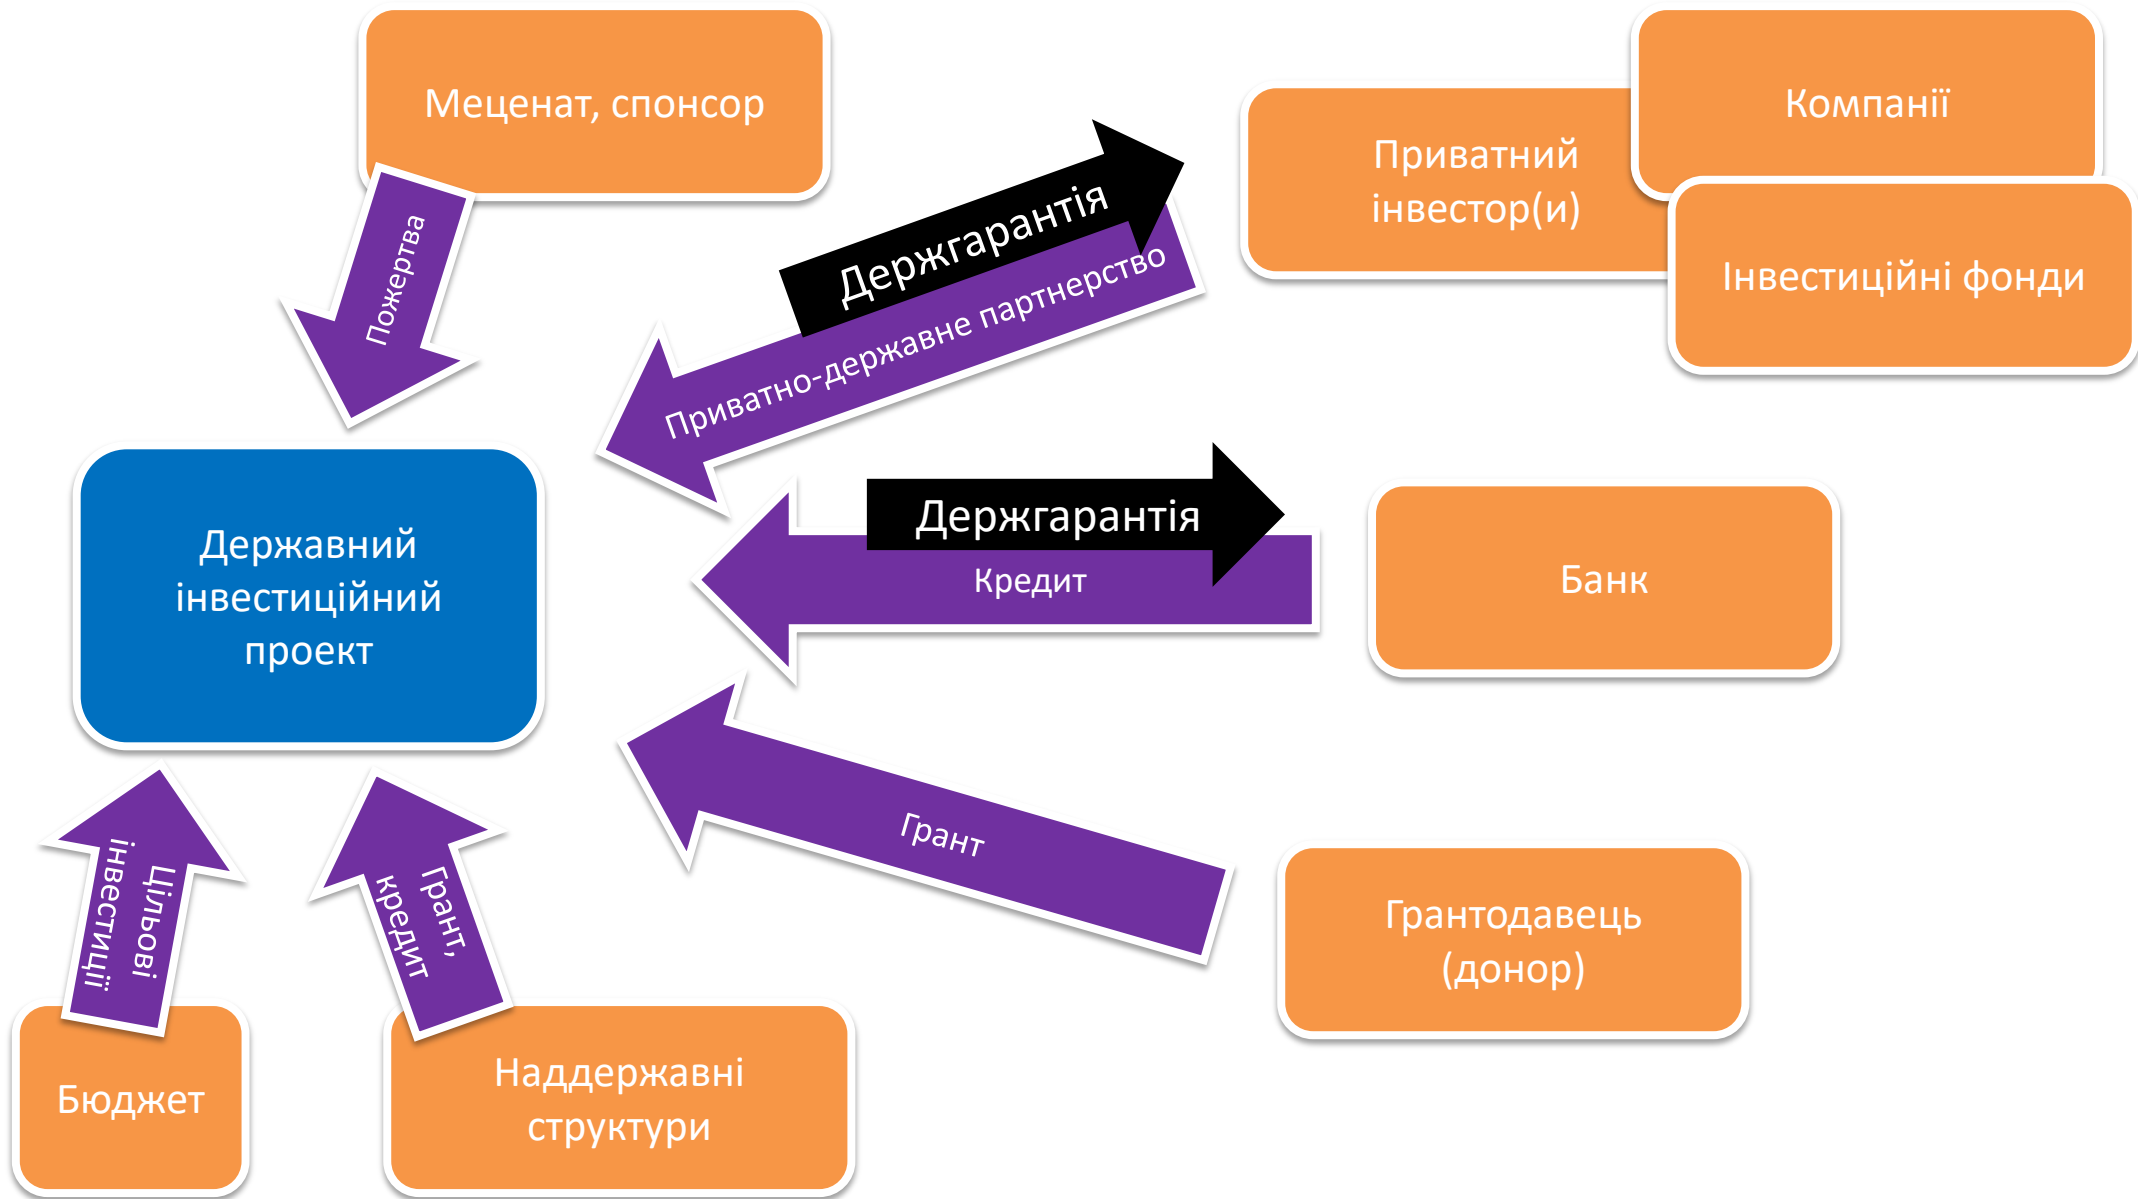 Меценат, спонсор
Компанії
Приватний
інвестор(и)
Інвестиційні фонди
Пожертва
Держгарантія
Приватно-державне партнерство
Державний
інвестиційний
проект
Держгарантія
Кредит
Банк
Грант
Грантодавець
(донор)
Цільові
інвестиції
Грант,
кредит
Бюджет
Наддержавні
структури